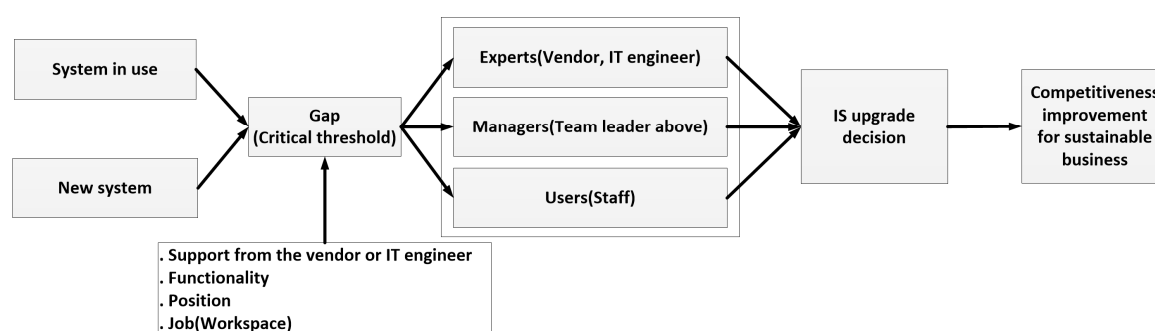 System in use
New system
Gap
(Critical threshold)
. Support from the vendor or IT engineer
. Functionality
. Position
. Job(Workspace)
Experts(Vendor, IT engineer)
Managers(Team leader above)
Users(Staff)
IS upgrade
decision
Competitiveness
improvement
for sustainable
business